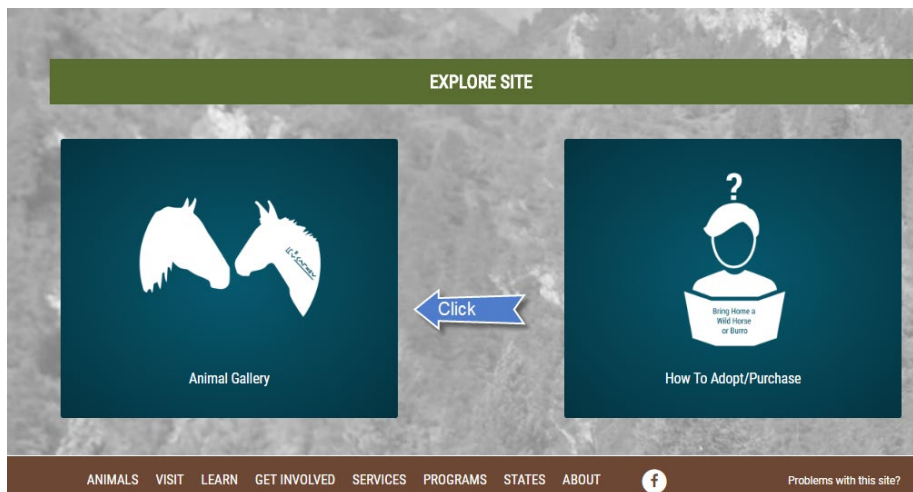 EXPLORE SITE
Click
Bring Home a
Wild Horse
or Burro
?
Animal Gallery
How To Adopt/Purchase
ANIMALS VISIT LEARN GET INVOLVED SERVICES PROGRAMS STATES ABOUT f Problems with this site?